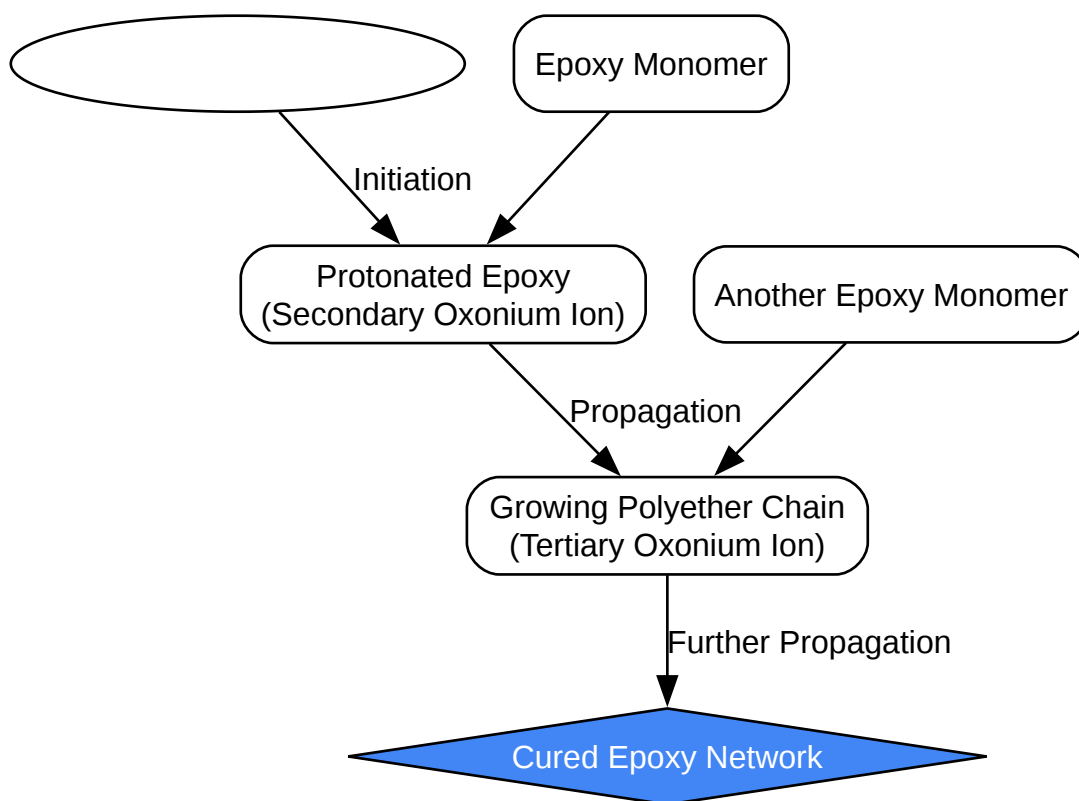 Epoxy Monomer
Initiation
Protonated Epoxy
(Secondary Oxonium Ion)
Another Epoxy Monomer
Propagation
Growing Polyether Chain
(Tertiary Oxonium Ion)
Further Propagation
Cured Epoxy Network